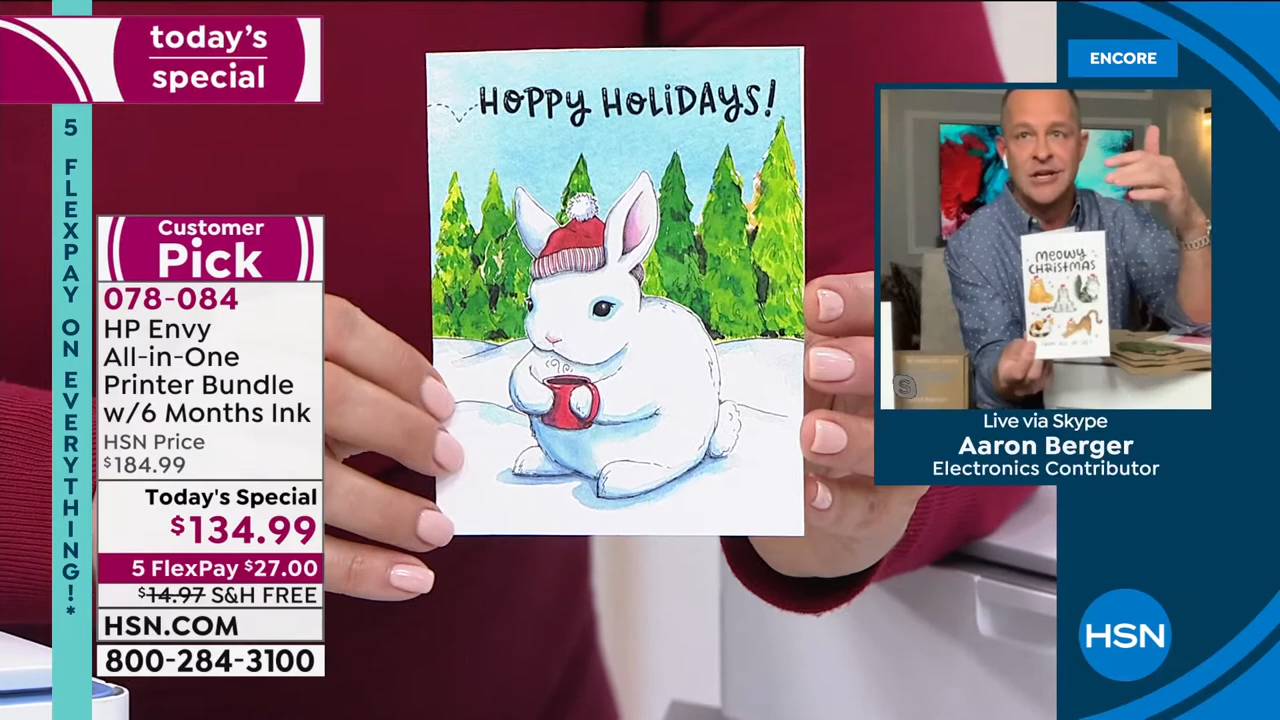 today's
special
5 FLEXPAY ON EVERYTHING!*
Customer
Pick
078-084
HP Envy
All-in-One
Printer Bundle
w/6 Months Ink
HSN Price
$184.99
Today's Special
$134.99
5 FlexPay $27.00
$14.97 S&H FREE
HSN.COM
800-284-3100
HOPPY HOLiDAYS!
ENCORE
MEOWY
CHRiSTMAS
Live via Skype
Aaron Berger
Electronics Contributor
HSN